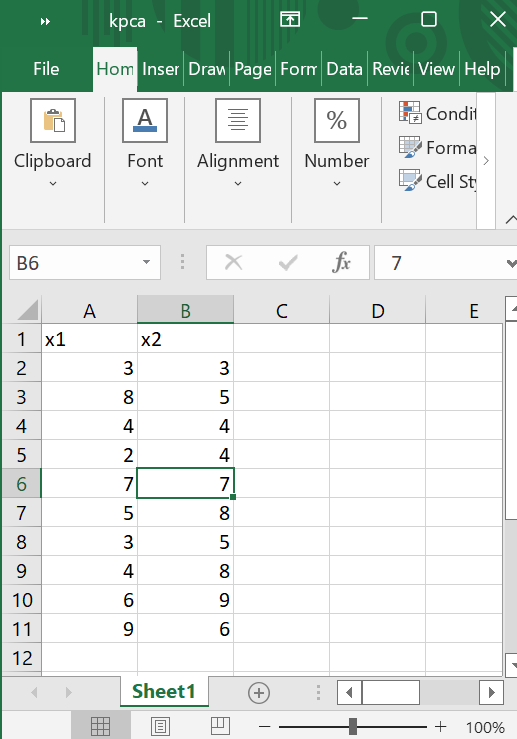 kpca - Excel
File Hom Inser Draw Page Form Data Revie View Help
Clipboard Font Alignment Number
Condit
Forma
Cell Sty
B6 fx 7
A B C D E
1 x1 x2
2 3 3
3 8 5
4 4 4
5 2 4
6 7 7
7 5 8
8 3 5
9 4 8
10 6 9
11 9 6
12
Sheet1
100%